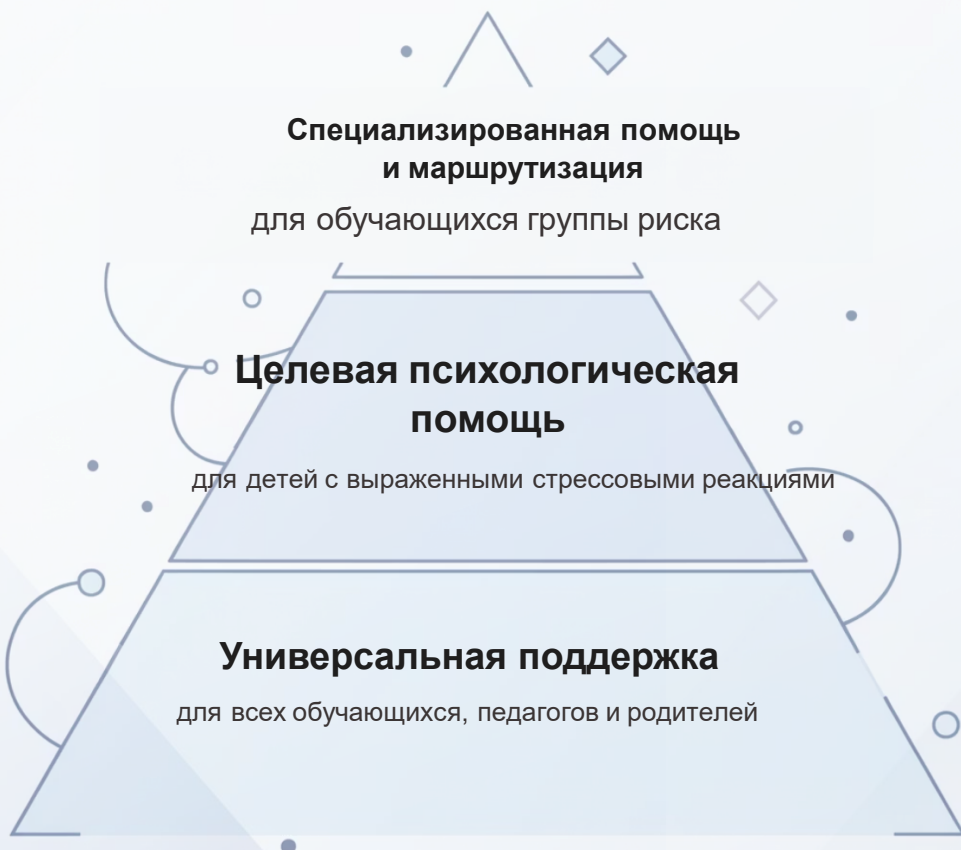 Специализированная помощь
и маршрутизация
для обучающихся группы риска
Целевая психологическая
помощь
для детей с выраженными стрессовыми реакциями
Универсальная поддержка
для всех обучающихся, педагогов и родителей